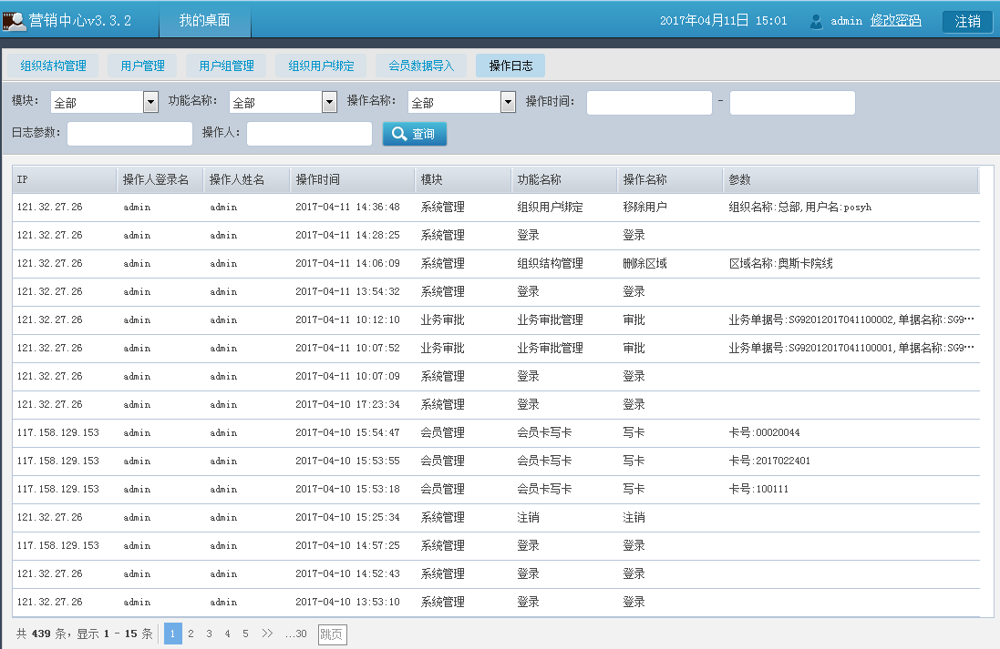 营销中心v3.3.2 我的桌面 2017年04月11日 15:01 admin 修改密码 注销
组织结构管理 用户管理 用户组管理 组织用户绑定 会员数据导入 操作日志
模块: 全部 功能名称: 全部 操作名称: 全部 操作时间: -
日志参数: 操作人: 查询
IP 操作人登录名 操作人姓名 操作时间 模块 功能名称 操作名称 参数
121.32.27.26 admin admin 2017-04-11 14:36:48 系统管理 组织用户绑定 移除用户 组织名称:总部,用户名:posyh
121.32.27.26 admin admin 2017-04-11 14:28:25 系统管理 登录 登录
121.32.27.26 admin admin 2017-04-11 14:06:09 系统管理 组织结构管理 删除区域 区域名称:奥斯卡院线
121.32.27.26 admin admin 2017-04-11 13:54:32 系统管理 登录 登录
121.32.27.26 admin admin 2017-04-11 10:12:10 业务审批 业务审批管理 审批 业务单据号:SG92012017041100002,单据名称:SG9…
121.32.27.26 admin admin 2017-04-11 10:07:52 业务审批 业务审批管理 审批 业务单据号:SG92012017041100001,单据名称:SG9…
121.32.27.26 admin admin 2017-04-11 10:07:09 系统管理 登录 登录
121.32.27.26 admin admin 2017-04-10 17:23:34 系统管理 登录 登录
117.158.129.153 admin admin 2017-04-10 15:54:47 会员管理 会员卡写卡 写卡 卡号:00020044
117.158.129.153 admin admin 2017-04-10 15:53:55 会员管理 会员卡写卡 写卡 卡号:2017022401
117.158.129.153 admin admin 2017-04-10 15:53:18 会员管理 会员卡写卡 写卡 卡号:100111
121.32.27.26 admin admin 2017-04-10 15:25:34 系统管理 注销 注销
117.158.129.153 admin admin 2017-04-10 14:57:25 系统管理 登录 登录
121.32.27.26 admin admin 2017-04-10 14:52:43 系统管理 登录 登录
121.32.27.26 admin admin 2017-04-10 13:53:10 系统管理 登录 登录
共 439 条，显示 1 - 15 条 1 2 3 4 5 >> ...30 跳页